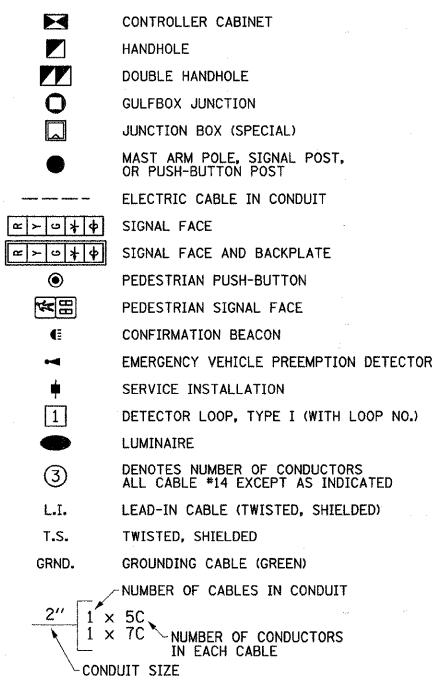 CONTROLLER CABINET
HANDHOLE
DOUBLE HANDHOLE
GULFBOX JUNCTION
JUNCTION BOX (SPECIAL)
MAST ARM POLE, SIGNAL POST,
OR PUSH-BUTTON POST
ELECTRIC CABLE IN CONDUIT
R Y G SIGNAL FACE
R Y G SIGNAL FACE AND BACKPLATE
PEDESTRIAN PUSH-BUTTON
PEDESTRIAN SIGNAL FACE
CONFIRMATION BEACON
EMERGENCY VEHICLE PREEMPTION DETECTOR
SERVICE INSTALLATION
1 DETECTOR LOOP, TYPE I (WITH LOOP NO.)
LUMINAIRE
3 DENOTES NUMBER OF CONDUCTORS
ALL CABLE #14 EXCEPT AS INDICATED
L.I. LEAD-IN CABLE (TWISTED, SHIELDED)
T.S. TWISTED, SHIELDED
GRND. GROUNDING CABLE (GREEN)
NUMBER OF CABLES IN CONDUIT
2" 1 x 5C
1 x 7C
NUMBER OF CONDUCTORS
IN EACH CABLE
CONDUIT SIZE